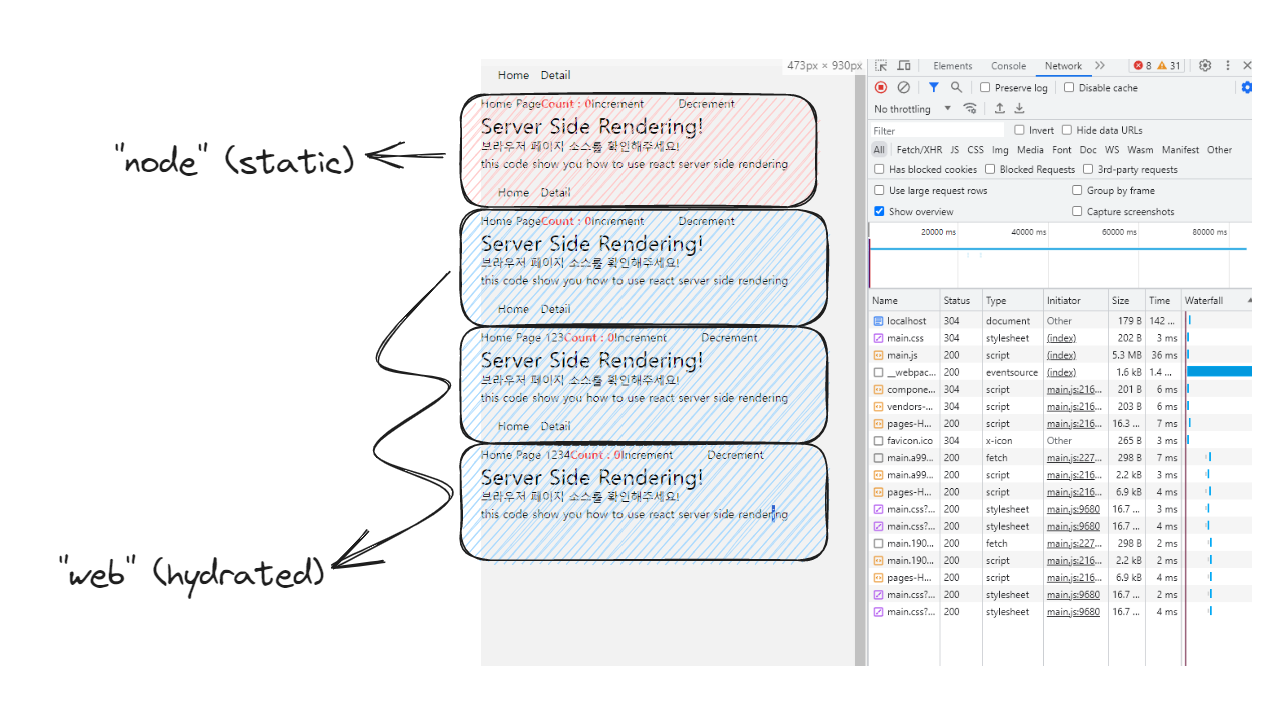 473px × 930px
Home Detail
Home PageCount : 0Increment Decrement
Server Side Rendering!
브라우저 페이지 소스를 확인해주세요!
this code show you how to use react server side rendering
Home Detail
"node" (static)
Home PageCount : 0Increment Decrement
Server Side Rendering!
브라우저 페이지 소스를 확인해주세요!
this code show you how to use react server side rendering
Home Detail
Home Page 123Count : 0Increment Decrement
Server Side Rendering!
브라우저 페이지 소스를 확인해주세요!
this code show you how to use react server side rendering
Home Detail
Home Page 1234Count : 0Increment Decrement
Server Side Rendering!
브라우저 페이지 소스를 확인해주세요!
this code show you how to use react server side rendering
"web" (hydrated)
Elements Console Network 8 31
Preserve log Disable cache
No throttling
Filter Invert Hide data URLs
All Fetch/XHR JS CSS Img Media Font Doc WS Wasm Manifest Other
Has blocked cookies Blocked Requests 3rd-party requests
Use large request rows Group by frame
Show overview Capture screenshots
20000 ms 40000 ms 60000 ms 80000 ms
Name Status Type Initiator Size Time Waterfall
localhost 304 document Other 179 B 142 ...
main.css 304 stylesheet (index) 202 B 3 ms
main.js 200 script (index) 5.3 MB 36 ms
__webpac... 200 eventsource (index) 1.6 kB 1.4 ...
compone... 304 script main.js:216... 201 B 6 ms
vendors-... 304 script main.js:216... 203 B 6 ms
pages-H... 200 script main.js:216... 16.3 ... 7 ms
favicon.ico 304 x-icon Other 265 B 3 ms
main.a99... 200 fetch main.js:227... 298 B 7 ms
main.a99... 200 script main.js:216... 2.2 kB 3 ms
pages-H... 200 script main.js:216... 6.9 kB 4 ms
main.css?... 200 stylesheet main.js:9680 16.7 ... 3 ms
main.css?... 200 stylesheet main.js:9680 16.7 ... 4 ms
main.190... 200 fetch main.js:227... 298 B 2 ms
main.190... 200 script main.js:216... 2.2 kB 2 ms
pages-H... 200 script main.js:216... 6.9 kB 4 ms
main.css?... 200 stylesheet main.js:9680 16.7 ... 2 ms
main.css?... 200 stylesheet main.js:9680 16.7 ... 4 ms